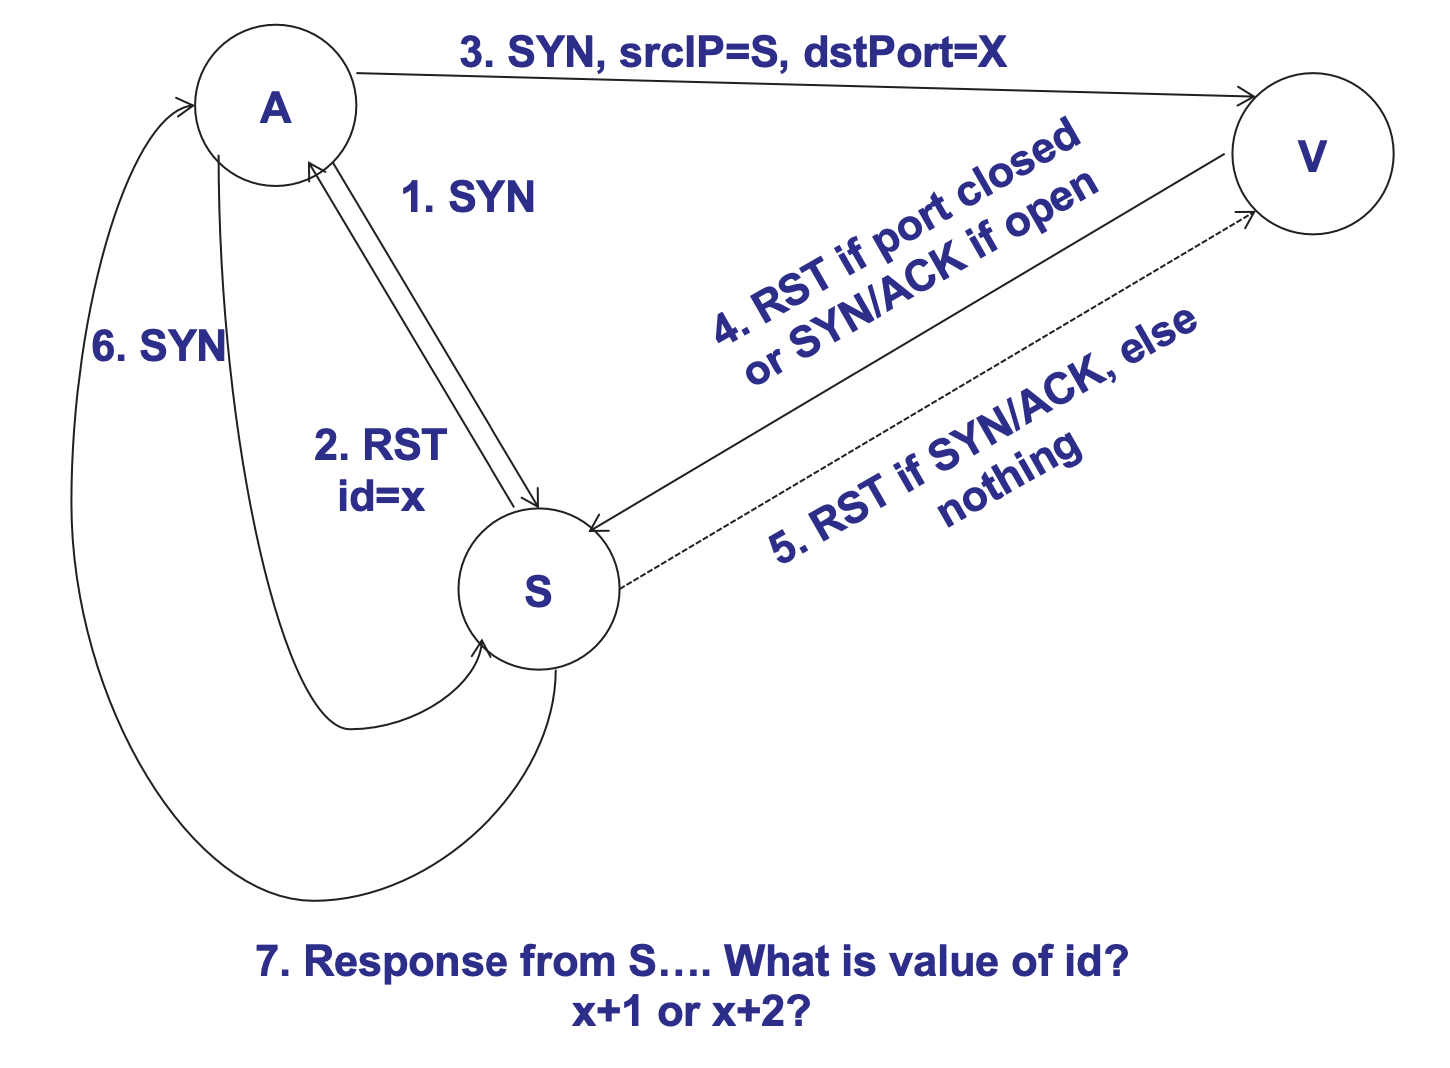 3. SYN, srcIP=S, dstPort=X
A
V
1. SYN
4. RST if port closed
or SYN/ACK if open
6. SYN
5. RST if SYN/ACK, else
nothing
2. RST
id=x
S
7. Response from S…. What is value of id?
x+1 or x+2?